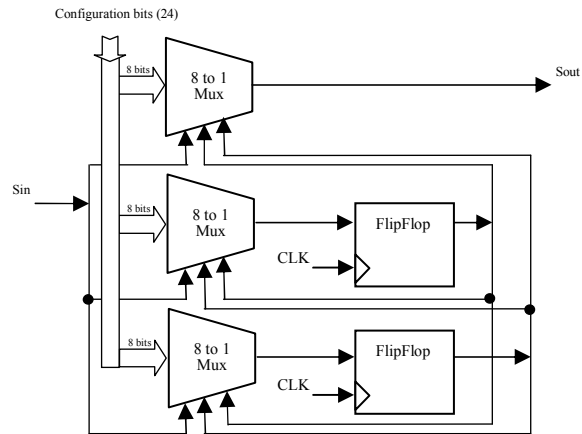 Configuration bits (24)
8 bits
8 to 1
Mux
Sout
Sin
8 bits
8 to 1
Mux
FlipFlop
CLK
8 bits
8 to 1
Mux
FlipFlop
CLK